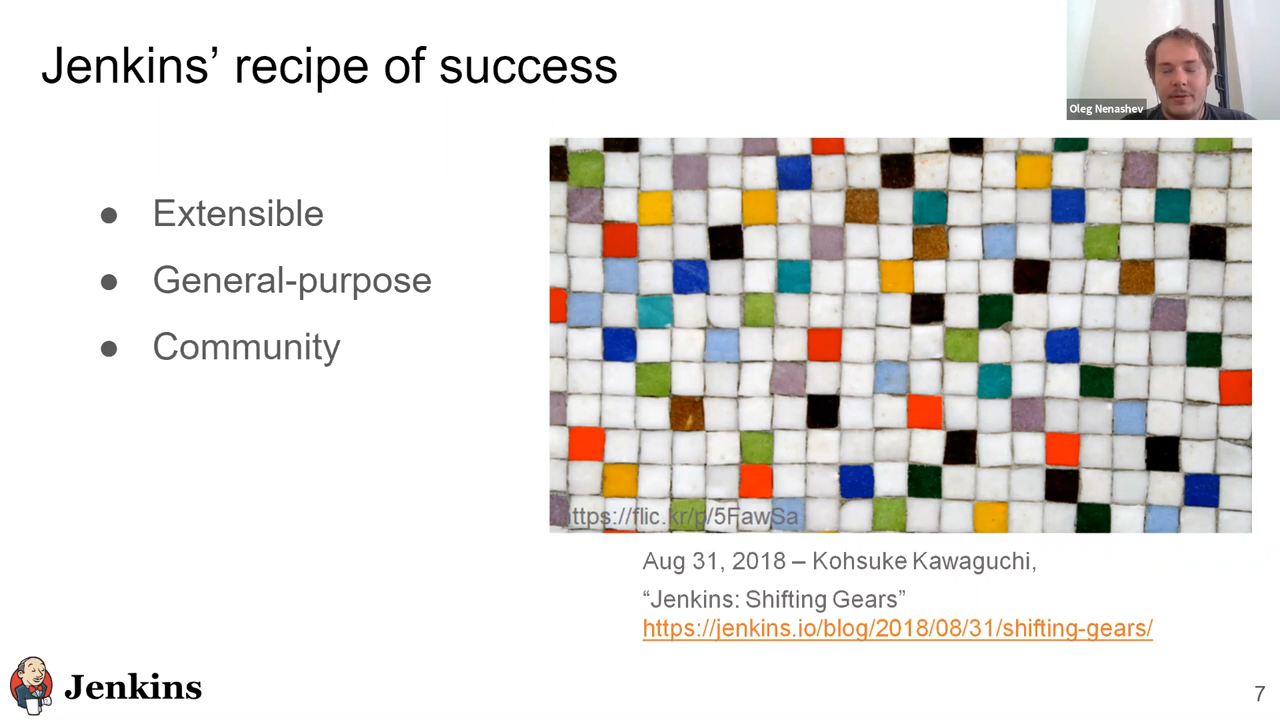 Jenkins’ recipe of success
Oleg Nenashev
● Extensible
● General-purpose
● Community
https://flic.kr/p/5FawSa
Aug 31, 2018 – Kohsuke Kawaguchi,
“Jenkins: Shifting Gears”
https://jenkins.io/blog/2018/08/31/shifting-gears/
Jenkins
7